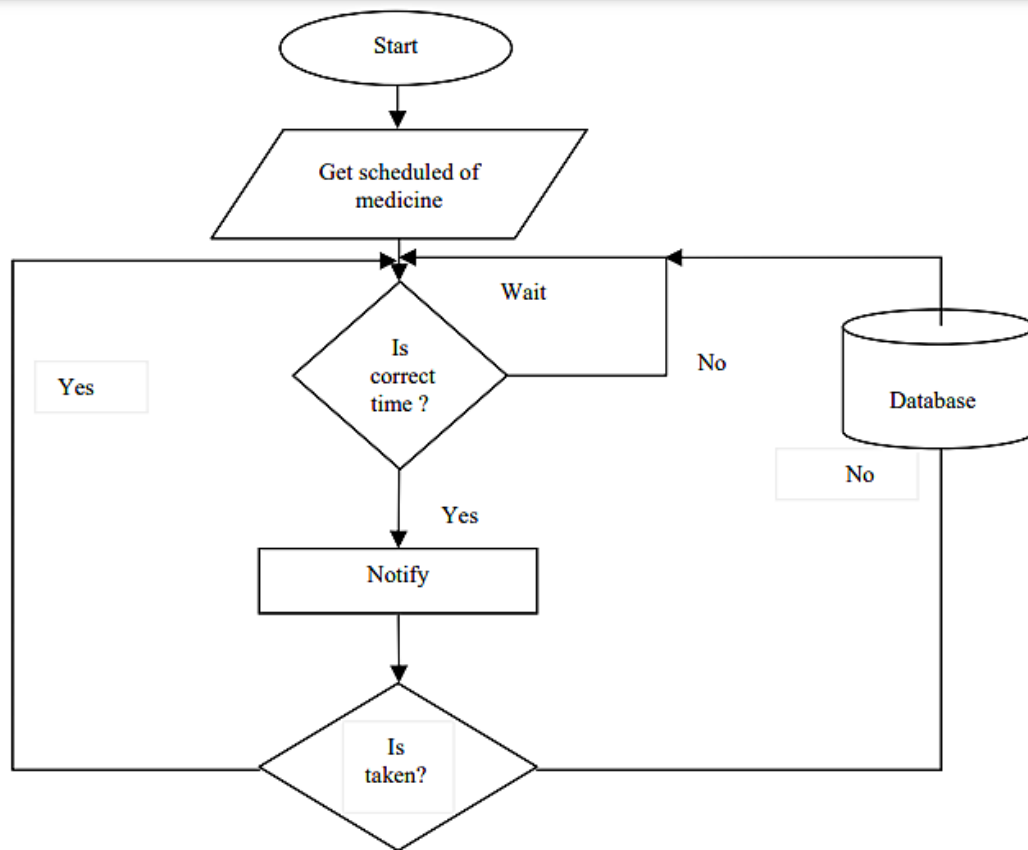 Start
Get scheduled of
medicine
Wait
Is
correct
time ?
No
Yes
Database
No
Yes
Notify
Is
taken?